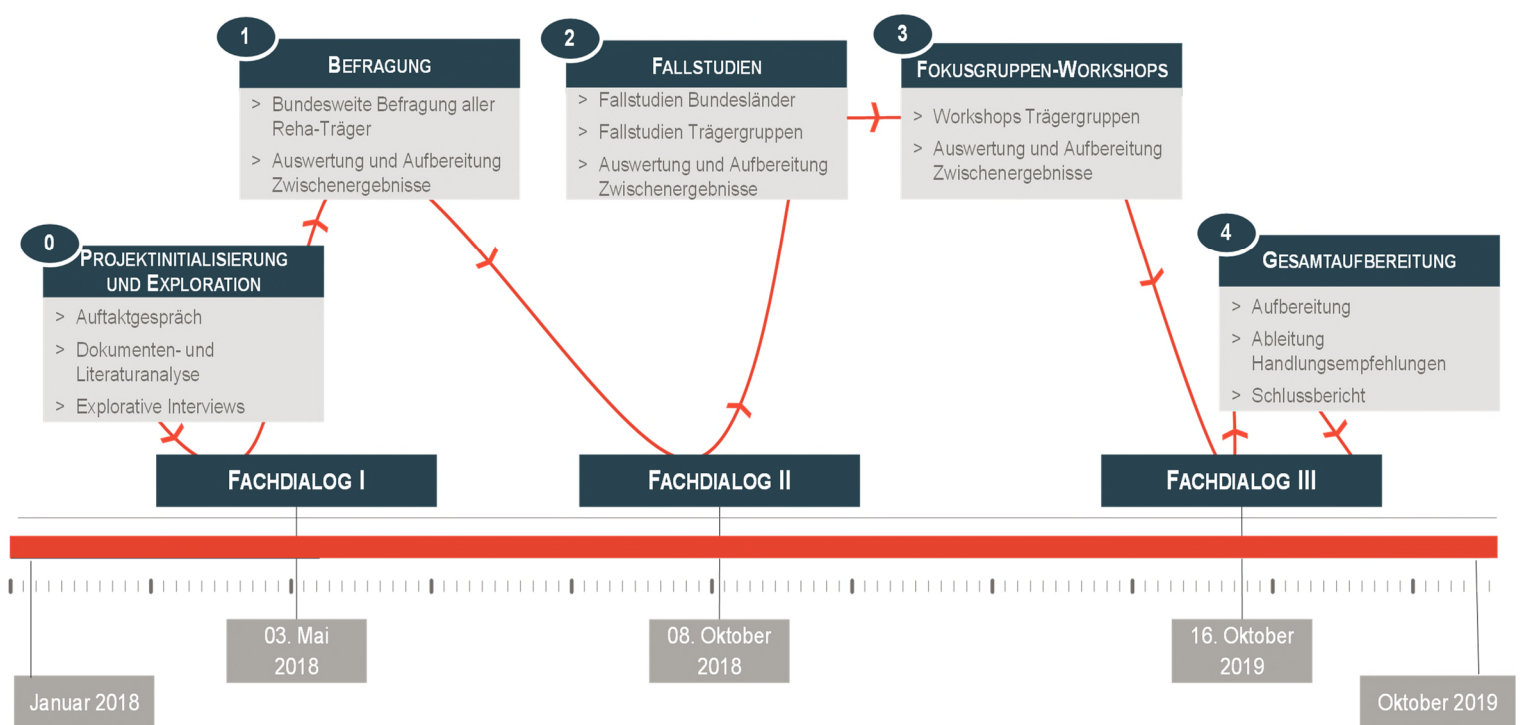 0
PROJEKTINITIALISIERUNG
UND EXPLORATION
> Auftaktgespräch
> Dokumenten- und
Literaturanalyse
> Explorative Interviews
1
BEFRAGUNG
> Bundesweite Befragung aller
Reha-Träger
> Auswertung und Aufbereitung
Zwischenergebnisse
2
FALLSTUDIEN
> Fallstudien Bundesländer
> Fallstudien Trägergruppen
> Auswertung und Aufbereitung
Zwischenergebnisse
3
FOKUSGRUPPEN-WORKSHOPS
> Workshops Trägergruppen
> Auswertung und Aufbereitung
Zwischenergebnisse
4
GESAMTAUFBEREITUNG
> Aufbereitung
> Ableitung
Handlungsempfehlungen
> Schlussbericht
FACHDIALOG I
FACHDIALOG II
FACHDIALOG III
Januar 2018
03. Mai
2018
08. Oktober
2018
16. Oktober
2019
Oktober 2019